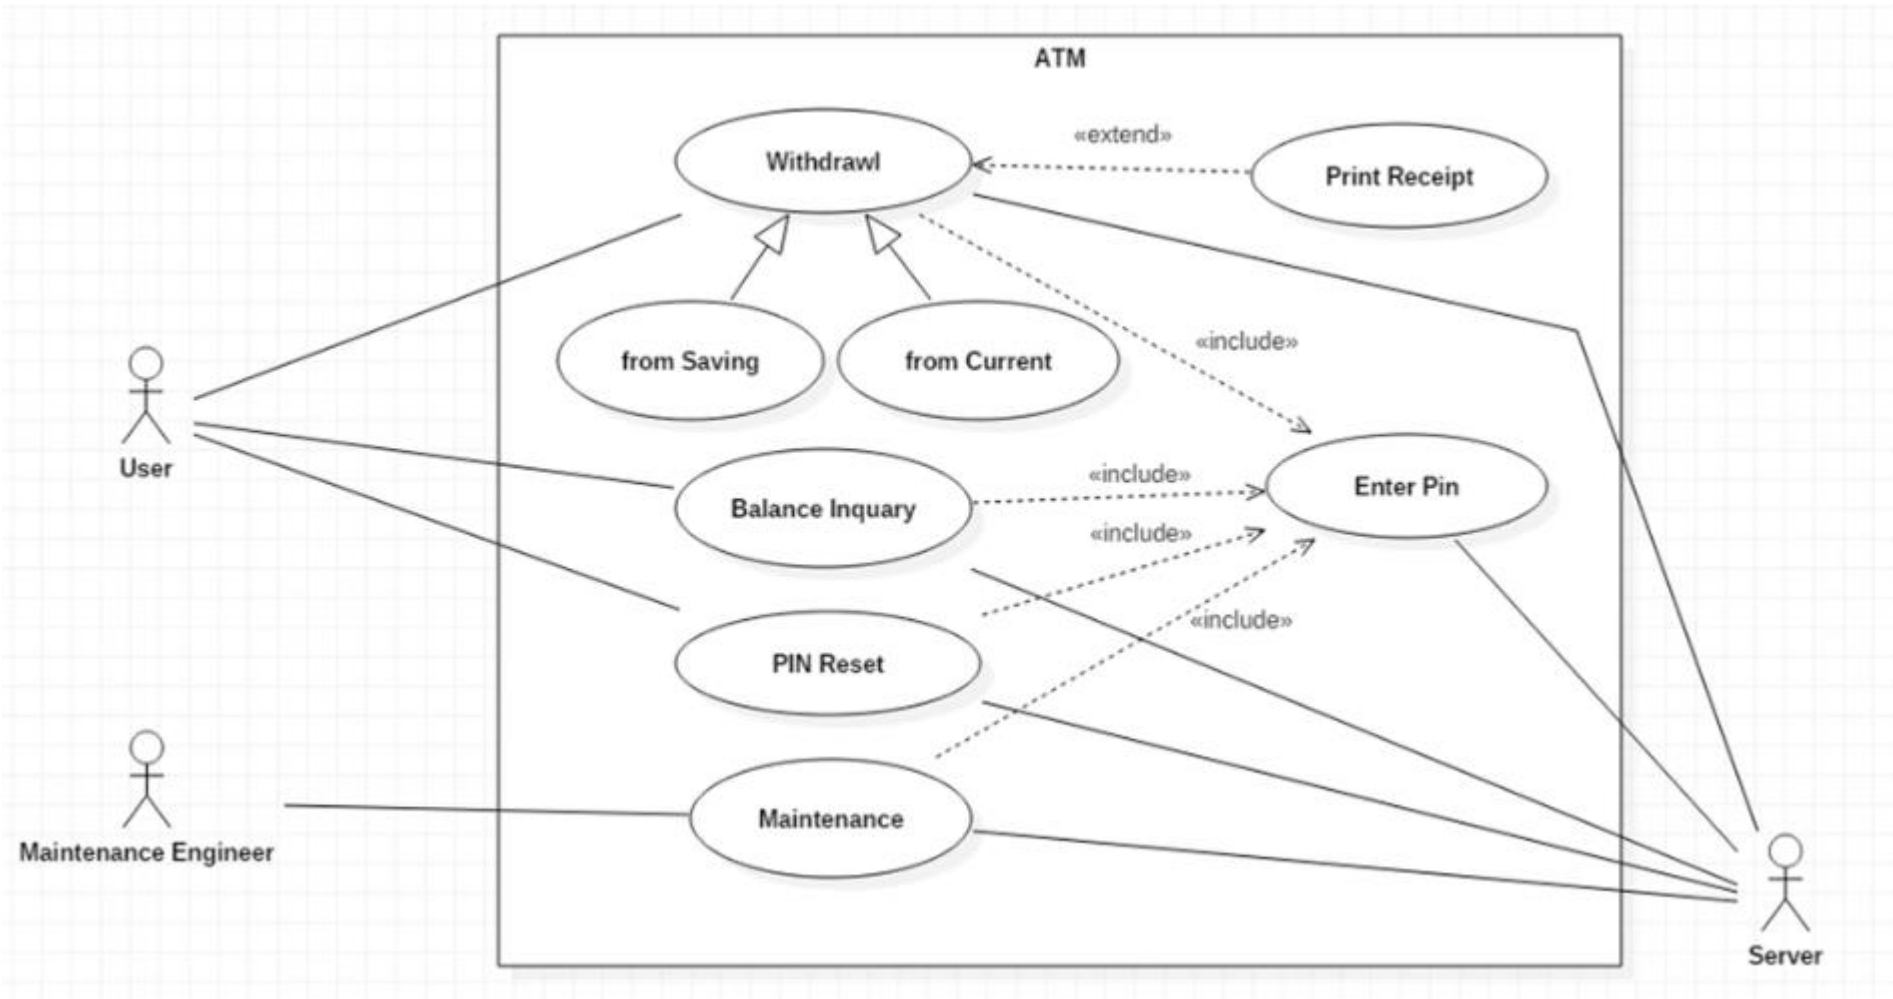 ATM
Withdrawl
«extend»
Print Receipt
from Saving
from Current
«include»
User
Balance Inquary
«include»
Enter Pin
«include»
PIN Reset
«include»
Maintenance
Maintenance Engineer
Server